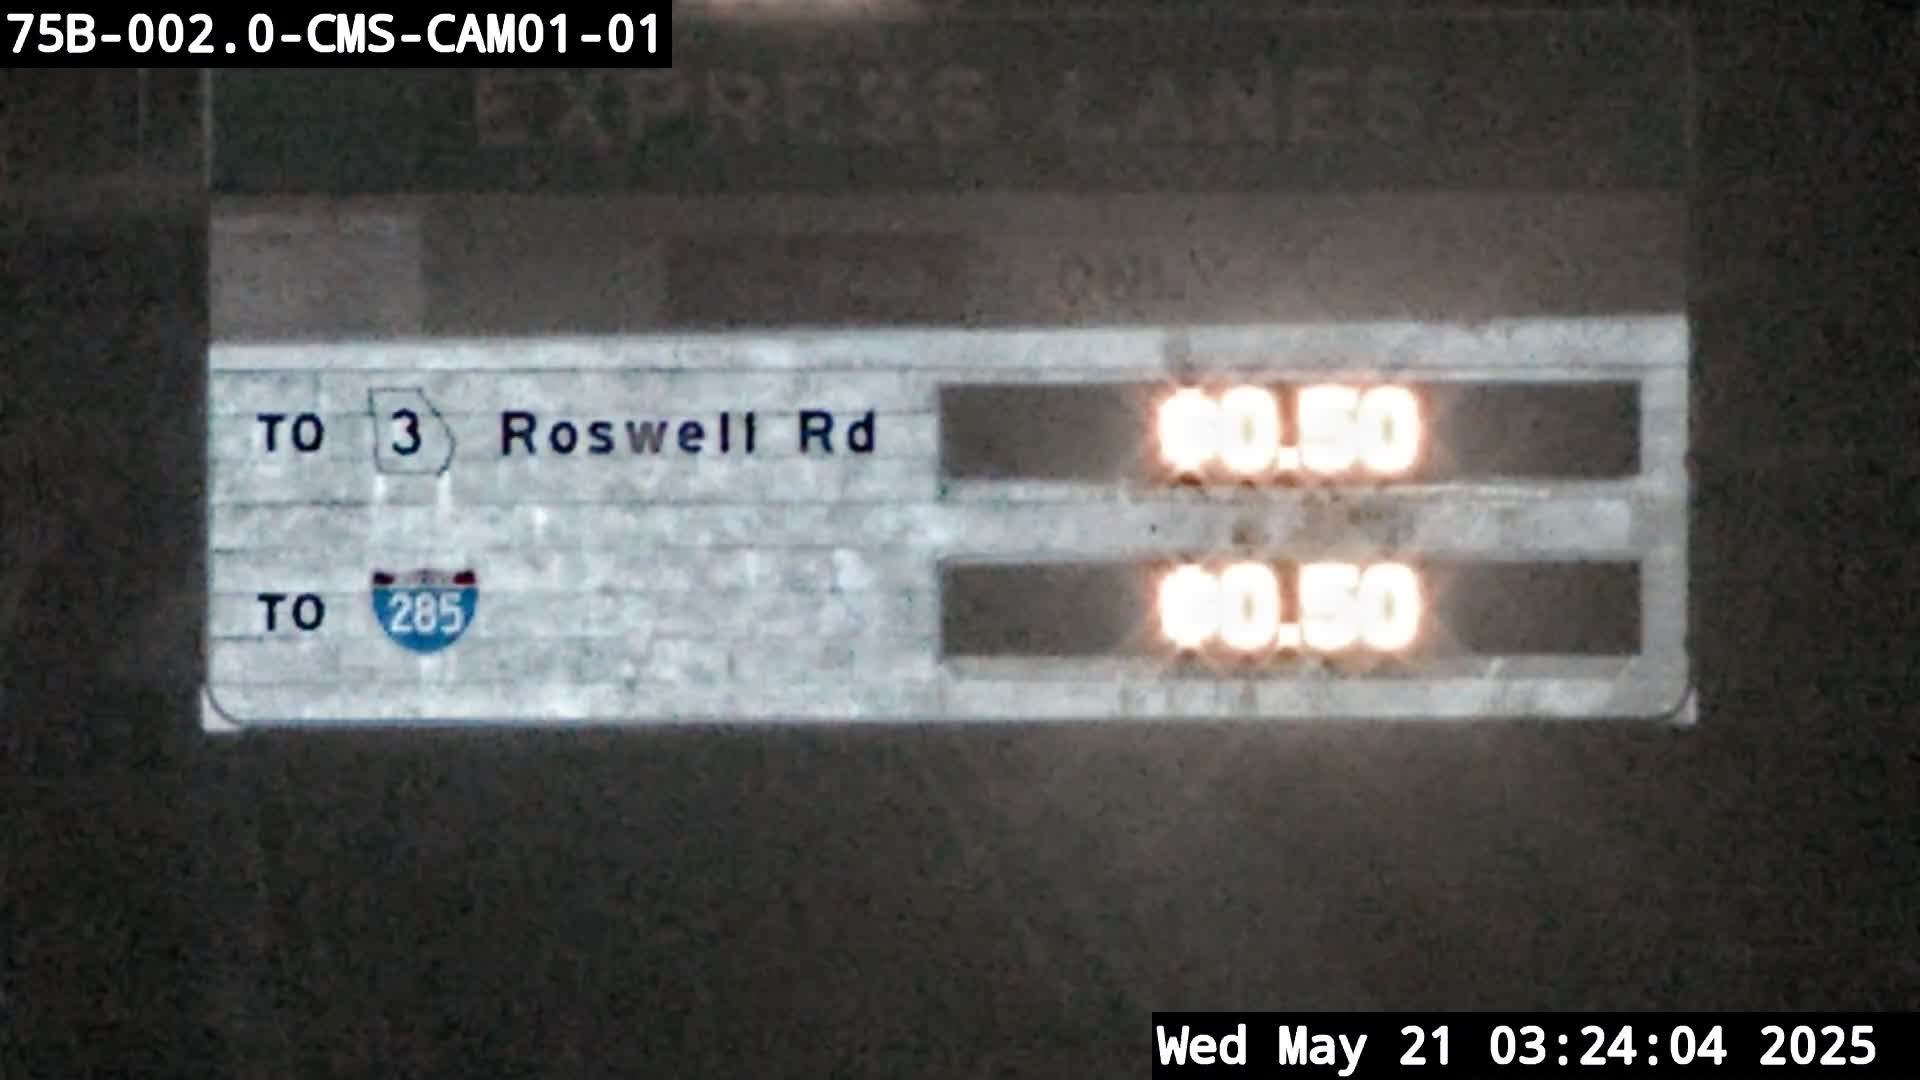 75B-002.0-CMS-CAM01-01
EXPRESS LANES
ONLY
TO 3 Roswell Rd $0.50
TO 285 $0.50
Wed May 21 03:24:04 2025